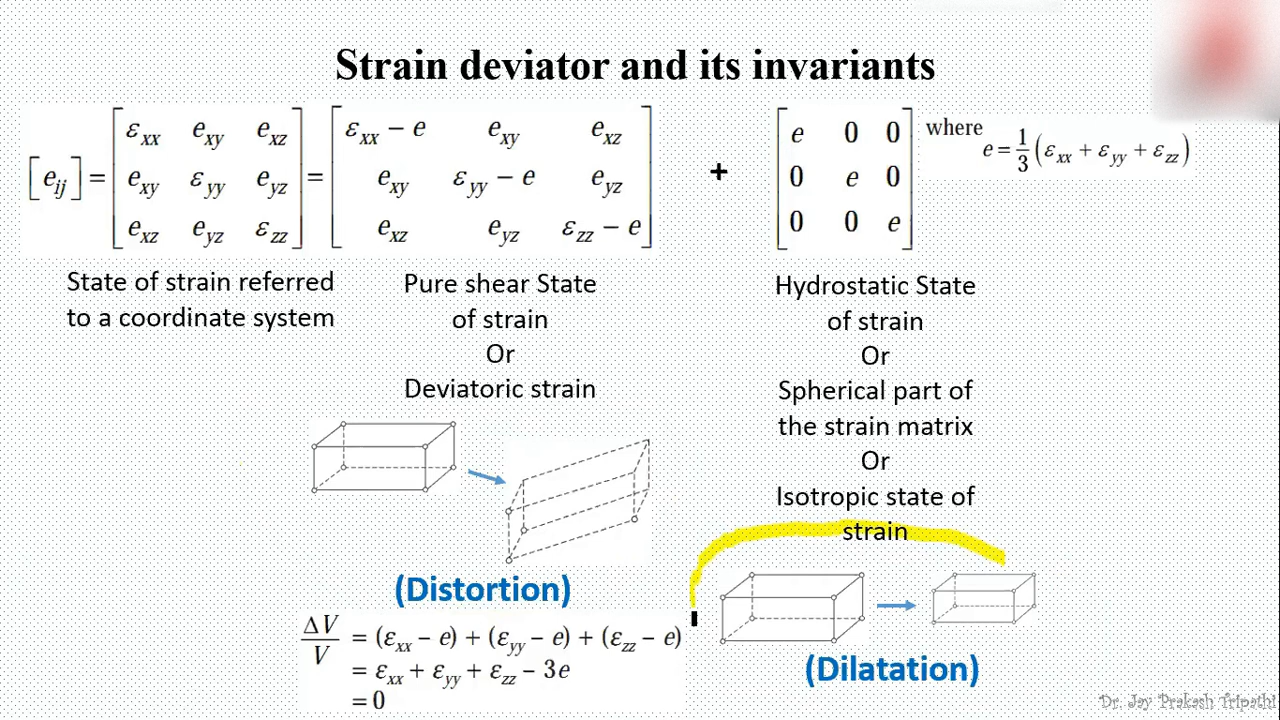 Strain deviator and its invariants
[e_ij] = [ε_xx e_xy e_xz; e_xy ε_yy e_yz; e_xz e_yz ε_zz] = [ε_xx − e e_xy e_xz; e_xy ε_yy − e e_yz; e_xz e_yz ε_zz − e] + [e 0 0; 0 e 0; 0 0 e] where e = 1/3 (ε_xx + ε_yy + ε_zz)
State of strain referred
to a coordinate system
Pure shear State
of strain
Or
Deviatoric strain
Hydrostatic State
of strain
Or
Spherical part of
the strain matrix
Or
Isotropic state of
strain
(Distortion)
ΔV/V = (ε_xx − e) + (ε_yy − e) + (ε_zz − e)
= ε_xx + ε_yy + ε_zz − 3e
= 0
(Dilatation)
Dr. Jay Prakash Tripathi